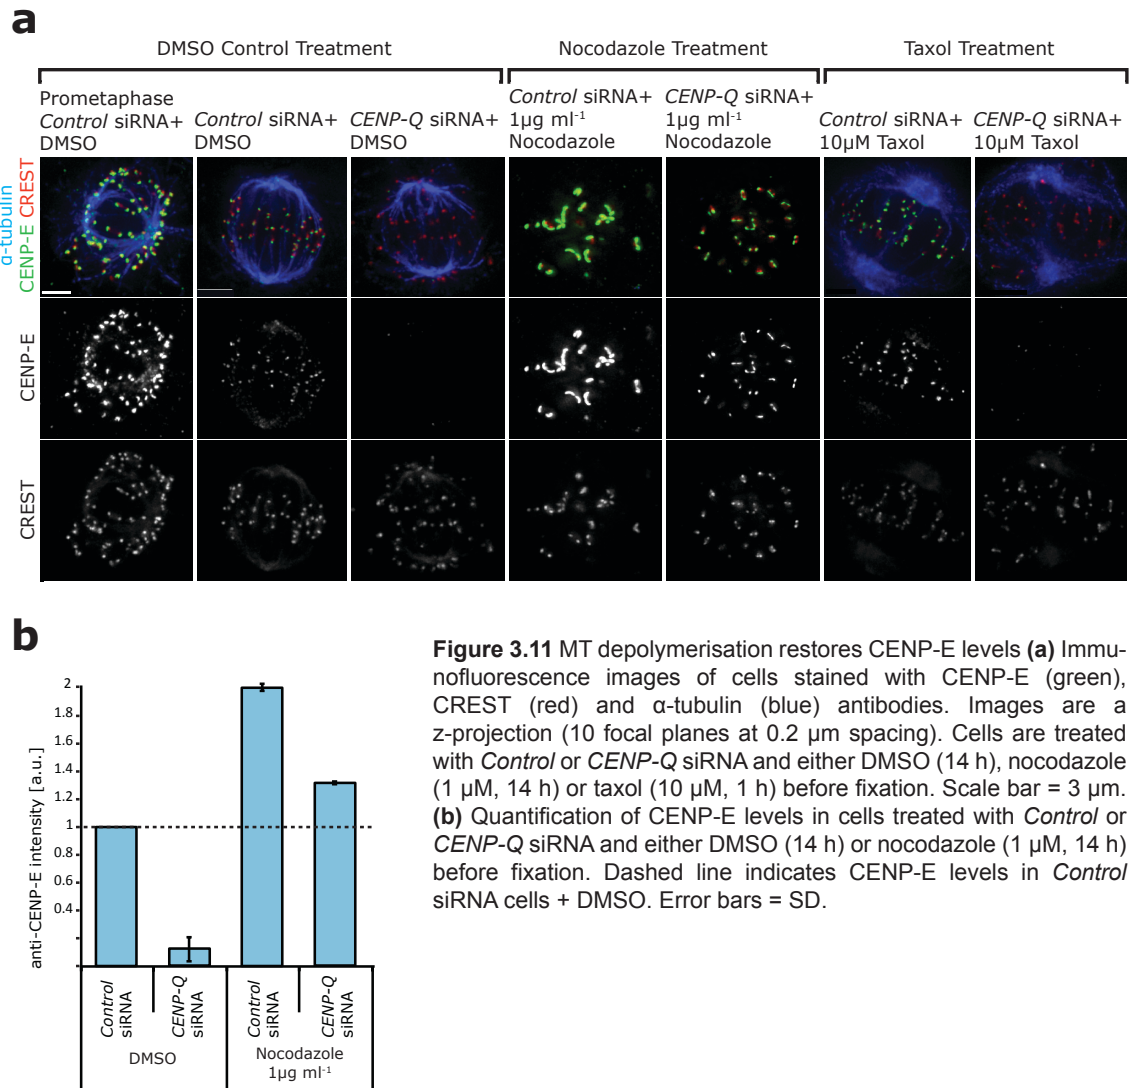 a
DMSO Control Treatment
Nocodazole Treatment
Taxol Treatment
Prometaphase
Control siRNA+
DMSO
Control siRNA+
DMSO
CENP-Q siRNA+
DMSO
Control siRNA+
1µg ml-1
Nocodazole
CENP-Q siRNA+
1µg ml-1
Nocodazole
Control siRNA+
10µM Taxol
CENP-Q siRNA+
10µM Taxol
α-tubulin
CENP-E CREST
CENP-E
CREST
b
anti-CENP-E intensity [a.u.]
2
1.8
1.6
1.4
1.2
1
0.8
0.6
0.4
Control
siRNA
CENP-Q
siRNA
Control
siRNA
CENP-Q
siRNA
DMSO
Nocodazole
1µg ml-1
Figure 3.11 MT depolymerisation restores CENP-E levels (a) Immu-
nofluorescence images of cells stained with CENP-E (green),
CREST (red) and α-tubulin (blue) antibodies. Images are a
z-projection (10 focal planes at 0.2 µm spacing). Cells are treated
with Control or CENP-Q siRNA and either DMSO (14 h), nocodazole
(1 µM, 14 h) or taxol (10 µM, 1 h) before fixation. Scale bar = 3 µm.
(b) Quantification of CENP-E levels in cells treated with Control or
CENP-Q siRNA and either DMSO (14 h) or nocodazole (1 µM, 14 h)
before fixation. Dashed line indicates CENP-E levels in Control
siRNA cells + DMSO. Error bars = SD.